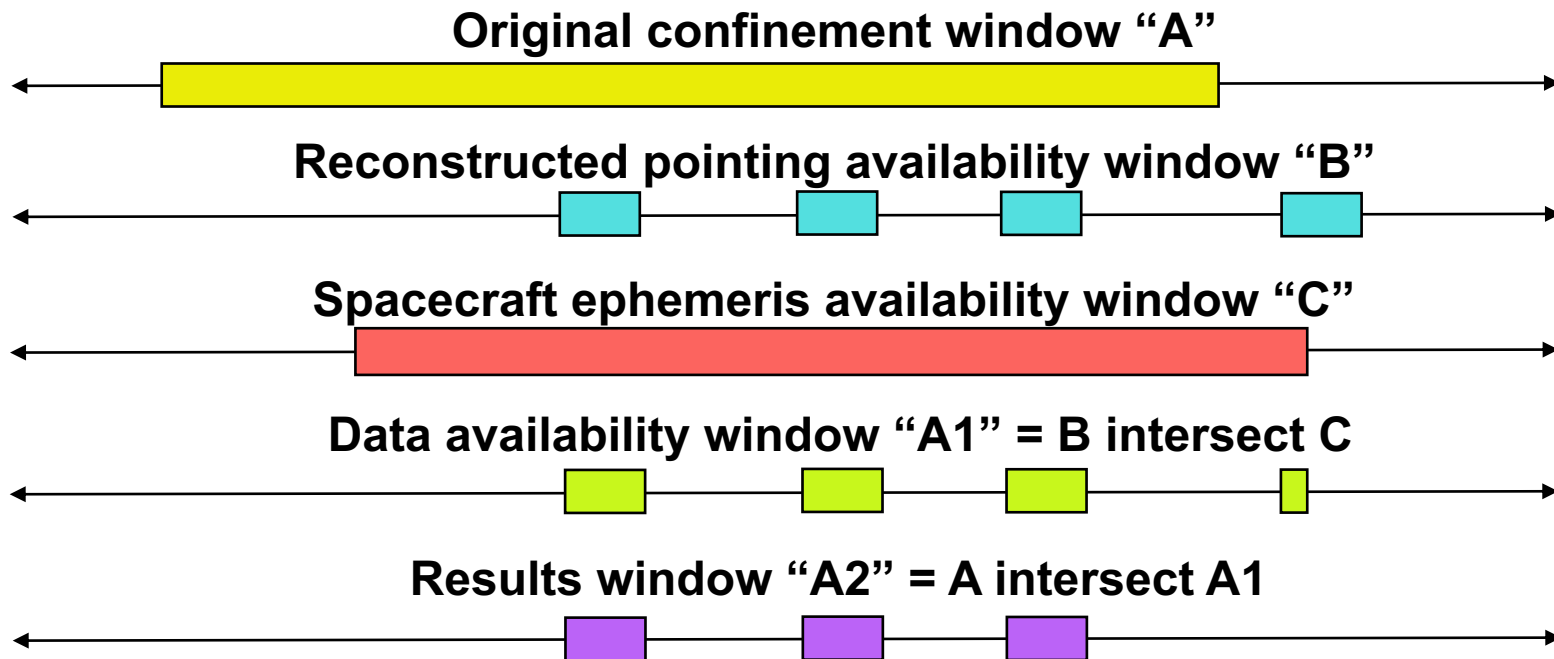 Original confinement window “A”
Reconstructed pointing availability window “B”
Spacecraft ephemeris availability window “C”
Data availability window “A1” = B intersect C
Results window “A2” = A intersect A1